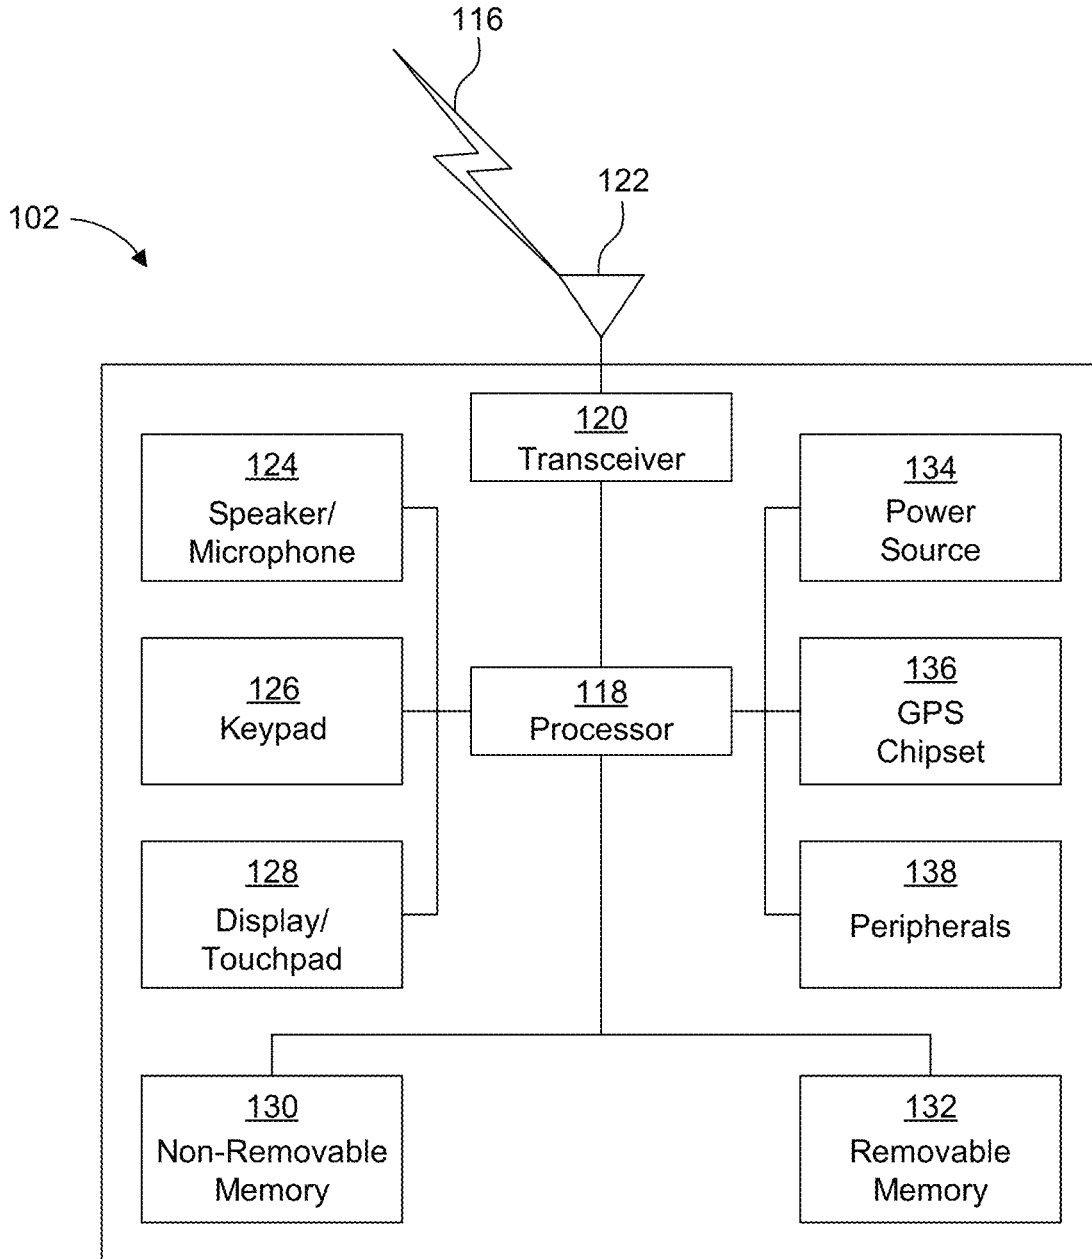 116
122
102
120
Transceiver
124
Speaker/
Microphone
134
Power
Source
126
Keypad
118
Processor
136
GPS
Chipset
128
Display/
Touchpad
138
Peripherals
130
Non-Removable
Memory
132
Removable
Memory